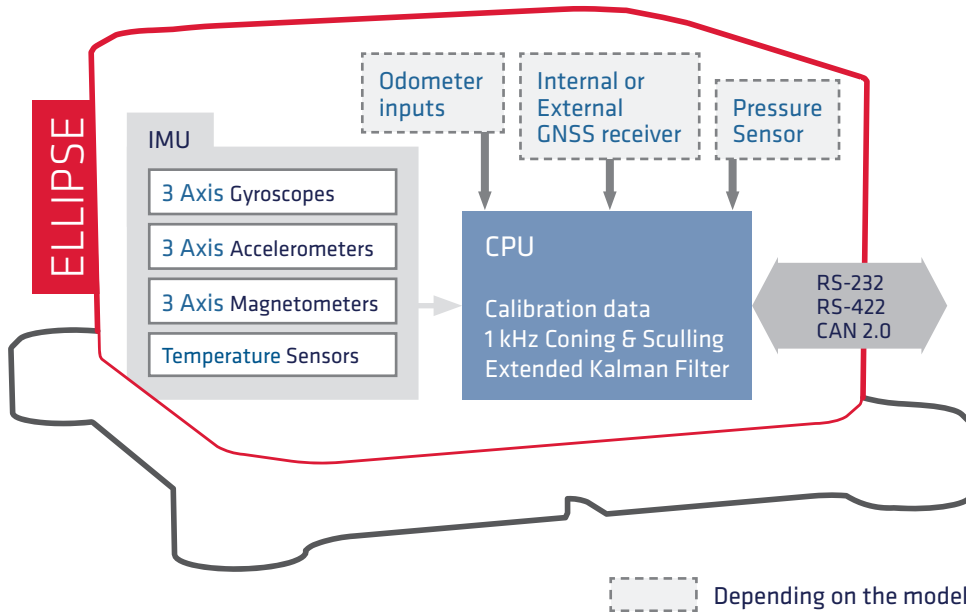 ELLIPSE
IMU
3 Axis Gyroscopes
3 Axis Accelerometers
3 Axis Magnetometers
Temperature Sensors
Odometer
inputs
Internal or
External
GNSS receiver
Pressure
Sensor
CPU
Calibration data
1 kHz Coning & Sculling
Extended Kalman Filter
RS-232
RS-422
CAN 2.0
Depending on the model